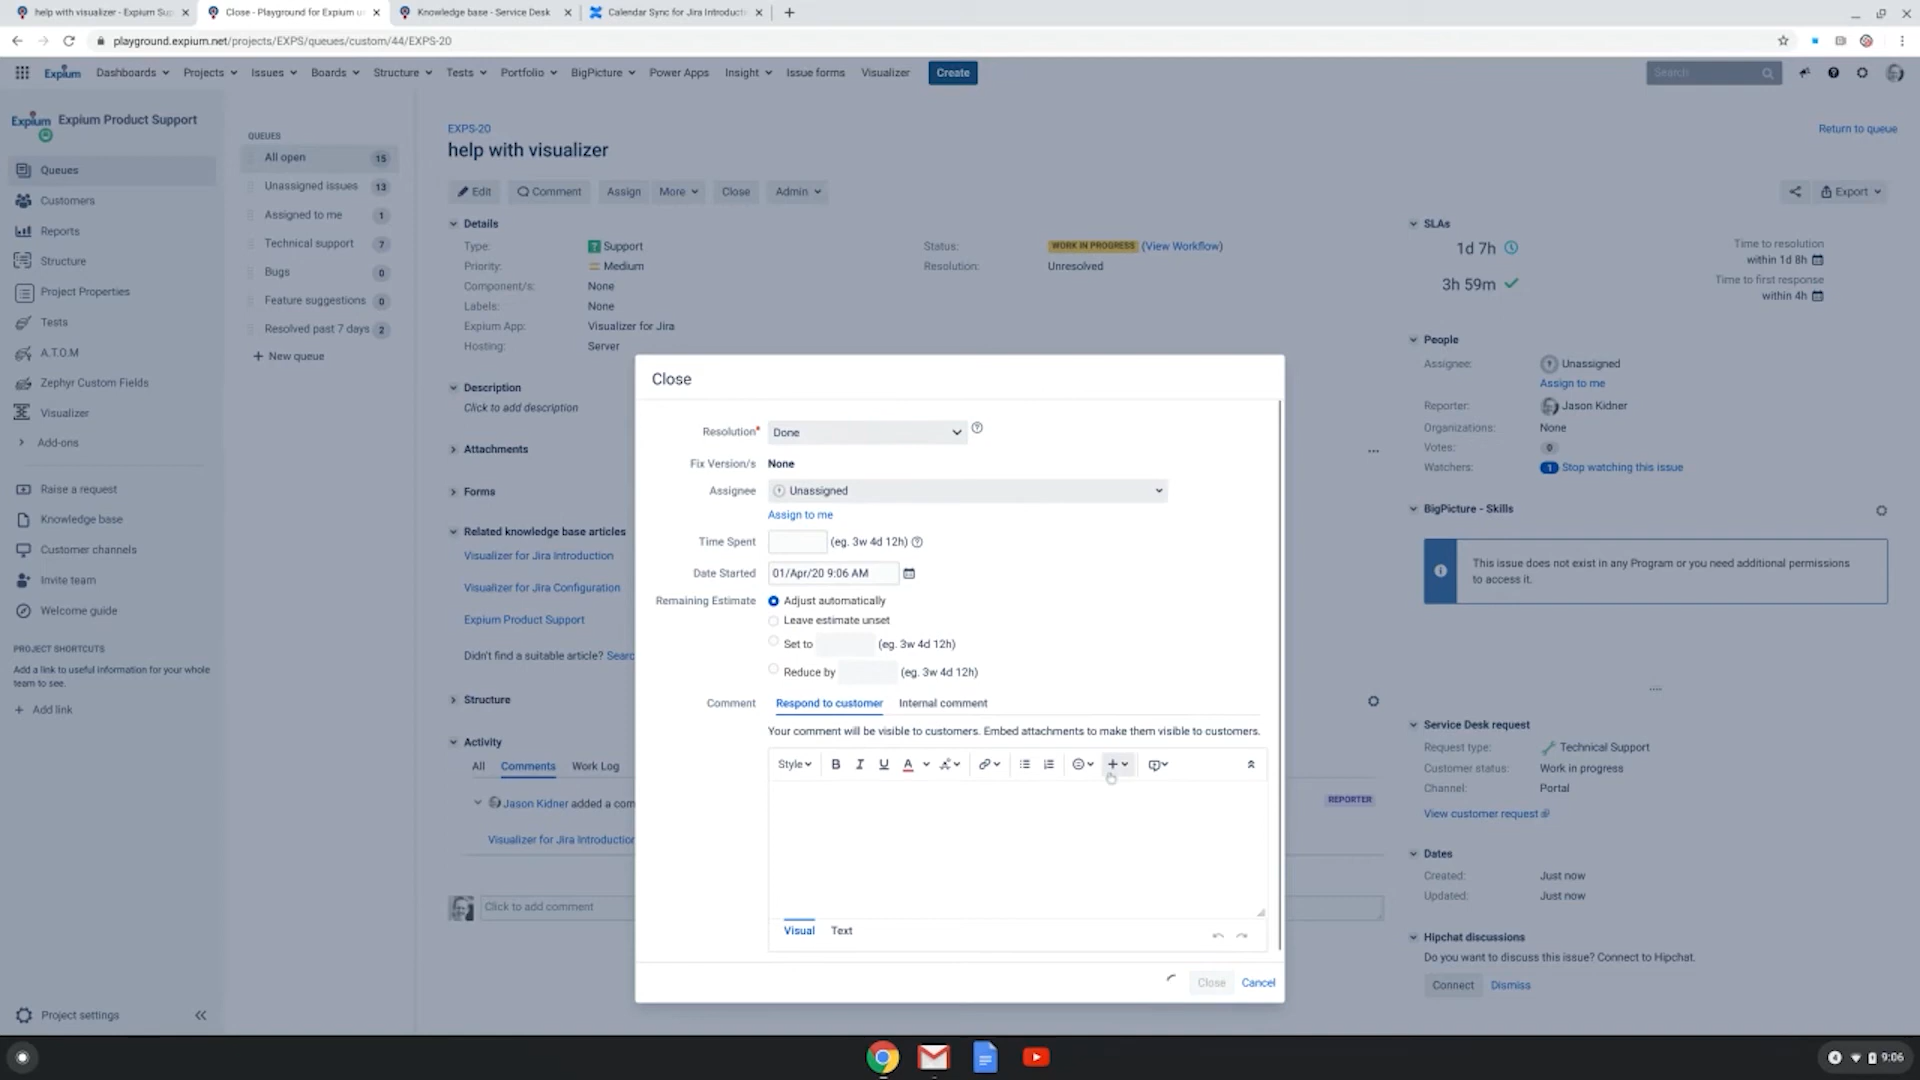 help with visualizer - Expium Sup
Close - Playground for Expium u
Knowledge base - Service Desk
Calendar Sync for Jira Introducti
playground.expium.net/projects/EXPS/queues/custom/44/EXPS-20
Expium
Dashboards
Projects
Issues
Boards
Structure
Tests
Portfolio
BigPicture
Power Apps
Insight
Issue forms
Visualizer
Create
Search
Expium
Expium Product Support
Queues
Customers
Reports
Structure
Project Properties
Tests
A.T.O.M
Zephyr Custom Fields
Visualizer
Add-ons
Raise a request
Knowledge base
Customer channels
Invite team
Welcome guide
PROJECT SHORTCUTS
Add a link to useful information for your whole
team to see.
Add link
Project settings
QUEUES
All open 15
Unassigned issues 13
Assigned to me 1
Technical support 7
Bugs 0
Feature suggestions 0
Resolved past 7 days 2
New queue
EXPS-20
Return to queue
help with visualizer
Edit
Comment
Assign
More
Close
Admin
Export
Details
Type: Support
Status: WORK IN PROGRESS (View Workflow)
Priority: Medium
Resolution: Unresolved
Component/s: None
Labels: None
Expium App: Visualizer for Jira
Hosting: Server
Description
Click to add description
Attachments
Forms
Related knowledge base articles
Visualizer for Jira Introduction
Visualizer for Jira Configuration
Expium Product Support
Didn't find a suitable article? Searc
Structure
Activity
All
Comments
Work Log
Jason Kidner added a com
REPORTER
Visualizer for Jira Introduction
Click to add comment
Close
Resolution* Done
Fix Version/s None
Assignee Unassigned
Assign to me
Time Spent (eg. 3w 4d 12h)
Date Started 01/Apr/20 9:06 AM
Remaining Estimate Adjust automatically
Leave estimate unset
Set to (eg. 3w 4d 12h)
Reduce by (eg. 3w 4d 12h)
Comment Respond to customer Internal comment
Your comment will be visible to customers. Embed attachments to make them visible to customers.
Style B I U A
Visual Text
Close Cancel
SLAs
1d 7h
Time to resolution
within 1d 8h
3h 59m
Time to first response
within 4h
People
Assignee: Unassigned
Assign to me
Reporter: Jason Kidner
Organizations: None
Votes: 0
Watchers: 1 Stop watching this issue
BigPicture - Skills
This issue does not exist in any Program or you need additional permissions
to access it.
Service Desk request
Request type: Technical Support
Customer status: Work in progress
Channel: Portal
View customer request
Dates
Created: Just now
Updated: Just now
Hipchat discussions
Do you want to discuss this issue? Connect to Hipchat.
Connect
Dismiss
4
9:06